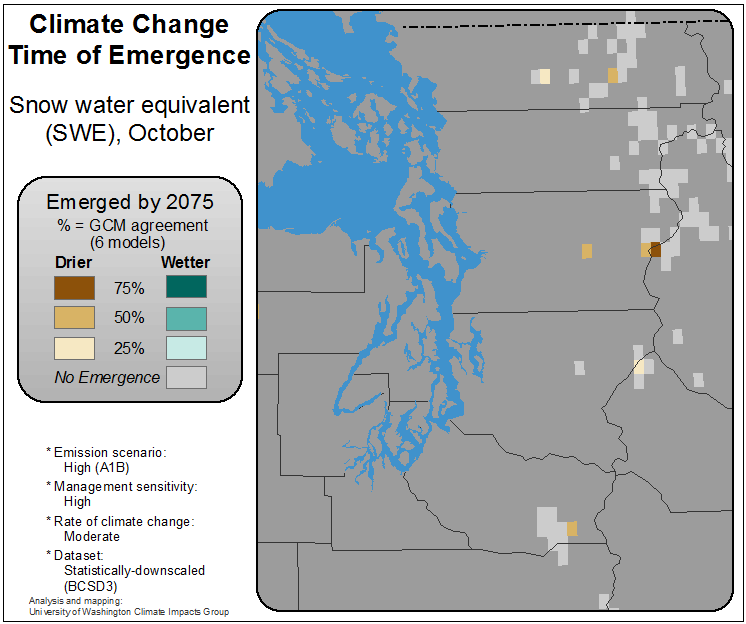 Climate Change
Time of Emergence
Snow water equivalent
(SWE), October
Emerged by 2075
% = GCM agreement
(6 models)
Drier Wetter
75%
50%
25%
No Emergence
* Emission scenario:
High (A1B)
* Management sensitivity:
High
* Rate of climate change:
Moderate
* Dataset:
Statistically-downscaled
(BCSD3)
Analysis and mapping:
University of Washington Climate Impacts Group